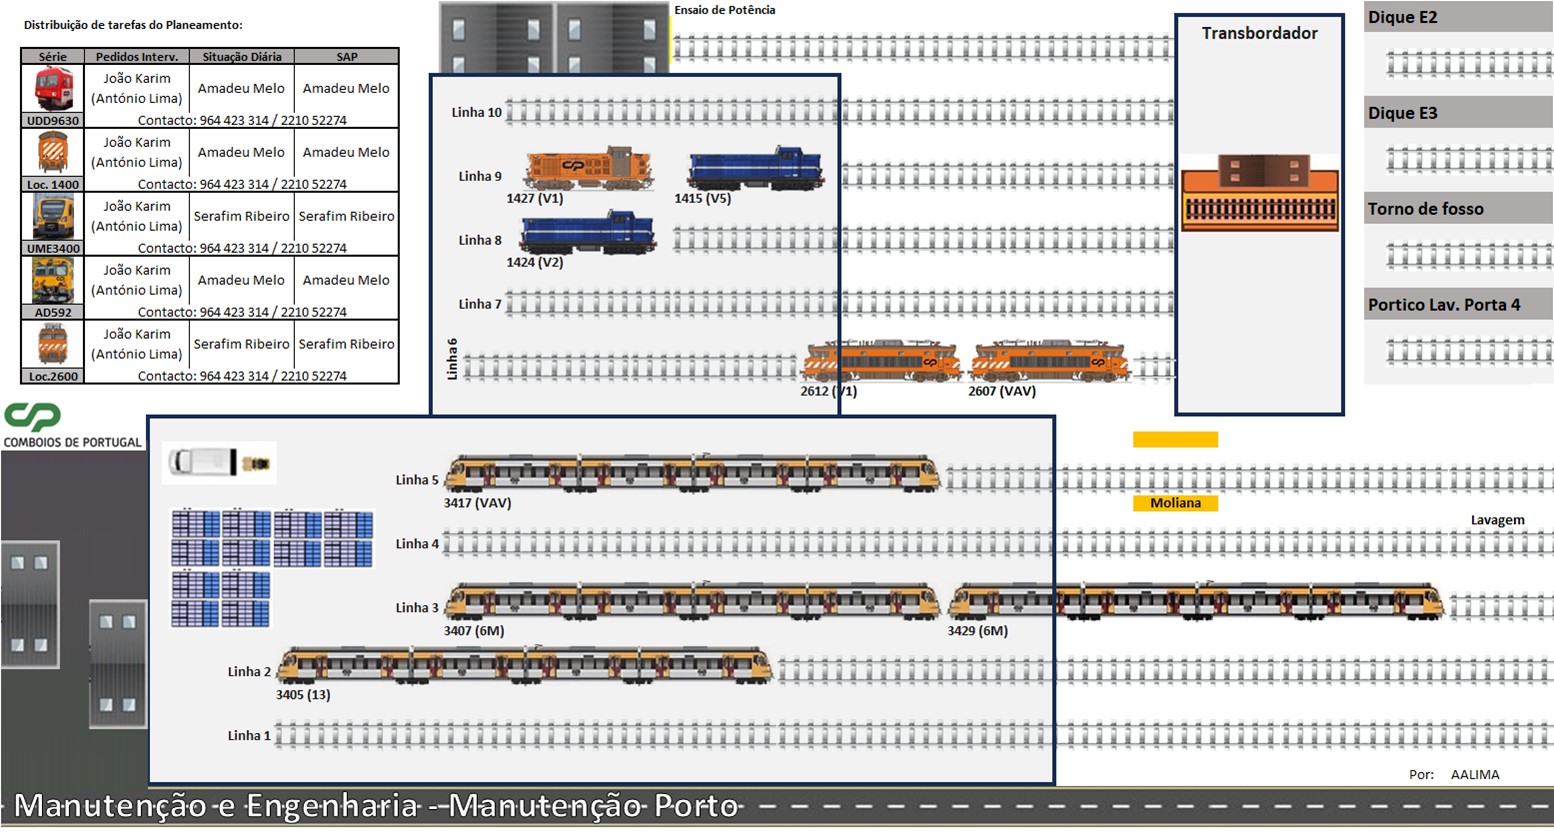 Distribuição de tarefas do Planeamento:
Série Pedidos Interv. Situação Diária SAP
João Karim
(António Lima) Amadeu Melo Amadeu Melo
UDD9630 Contacto: 964 423 314 / 2210 52274
João Karim
(António Lima) Amadeu Melo Amadeu Melo
Loc. 1400 Contacto: 964 423 314 / 2210 52274
João Karim
(António Lima) Serafim Ribeiro Serafim Ribeiro
UME3400 Contacto: 964 423 314 / 2210 52274
João Karim
(António Lima) Amadeu Melo Amadeu Melo
AD592 Contacto: 964 423 314 / 2210 52274
João Karim
(António Lima) Serafim Ribeiro Serafim Ribeiro
Loc.2600 Contacto: 964 423 314 / 2210 52274
Ensaio de Potência
Transbordador
Dique E2
Dique E3
Torno de fosso
Portico Lav. Porta 4
Linha 10
Linha 9
1427 (V1) 1415 (V5)
Linha 8
1424 (V2)
Linha 7
Linha 6
2612 (V1) 2607 (VAV)
CP
COMBOIOS DE PORTUGAL
Linha 5
3417 (VAV)
Moliana
Lavagem
Linha 4
Linha 3
3407 (6M) 3429 (6M)
Linha 2
3405 (13)
Linha 1
Por: AALIMA
Manutenção e Engenharia - Manutenção Porto